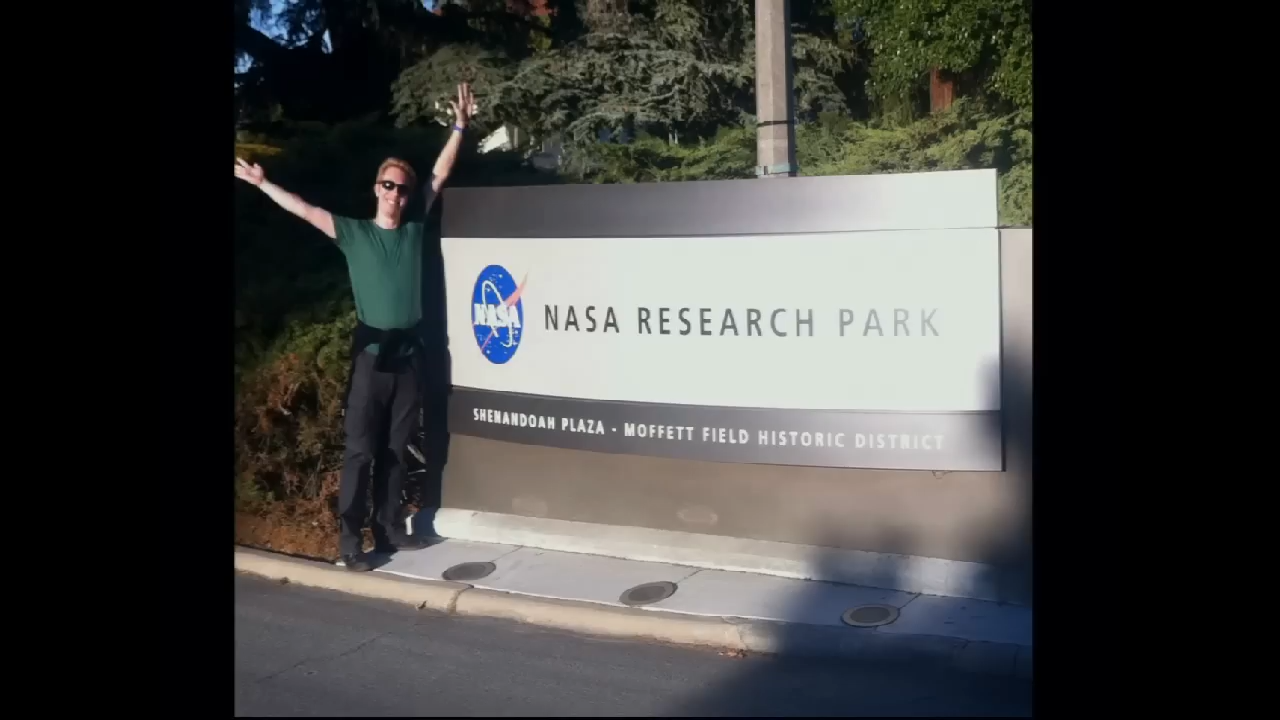 NASA
NASA RESEARCH PARK
SHENANDOAH PLAZA - MOFFETT FIELD HISTORIC DISTRICT